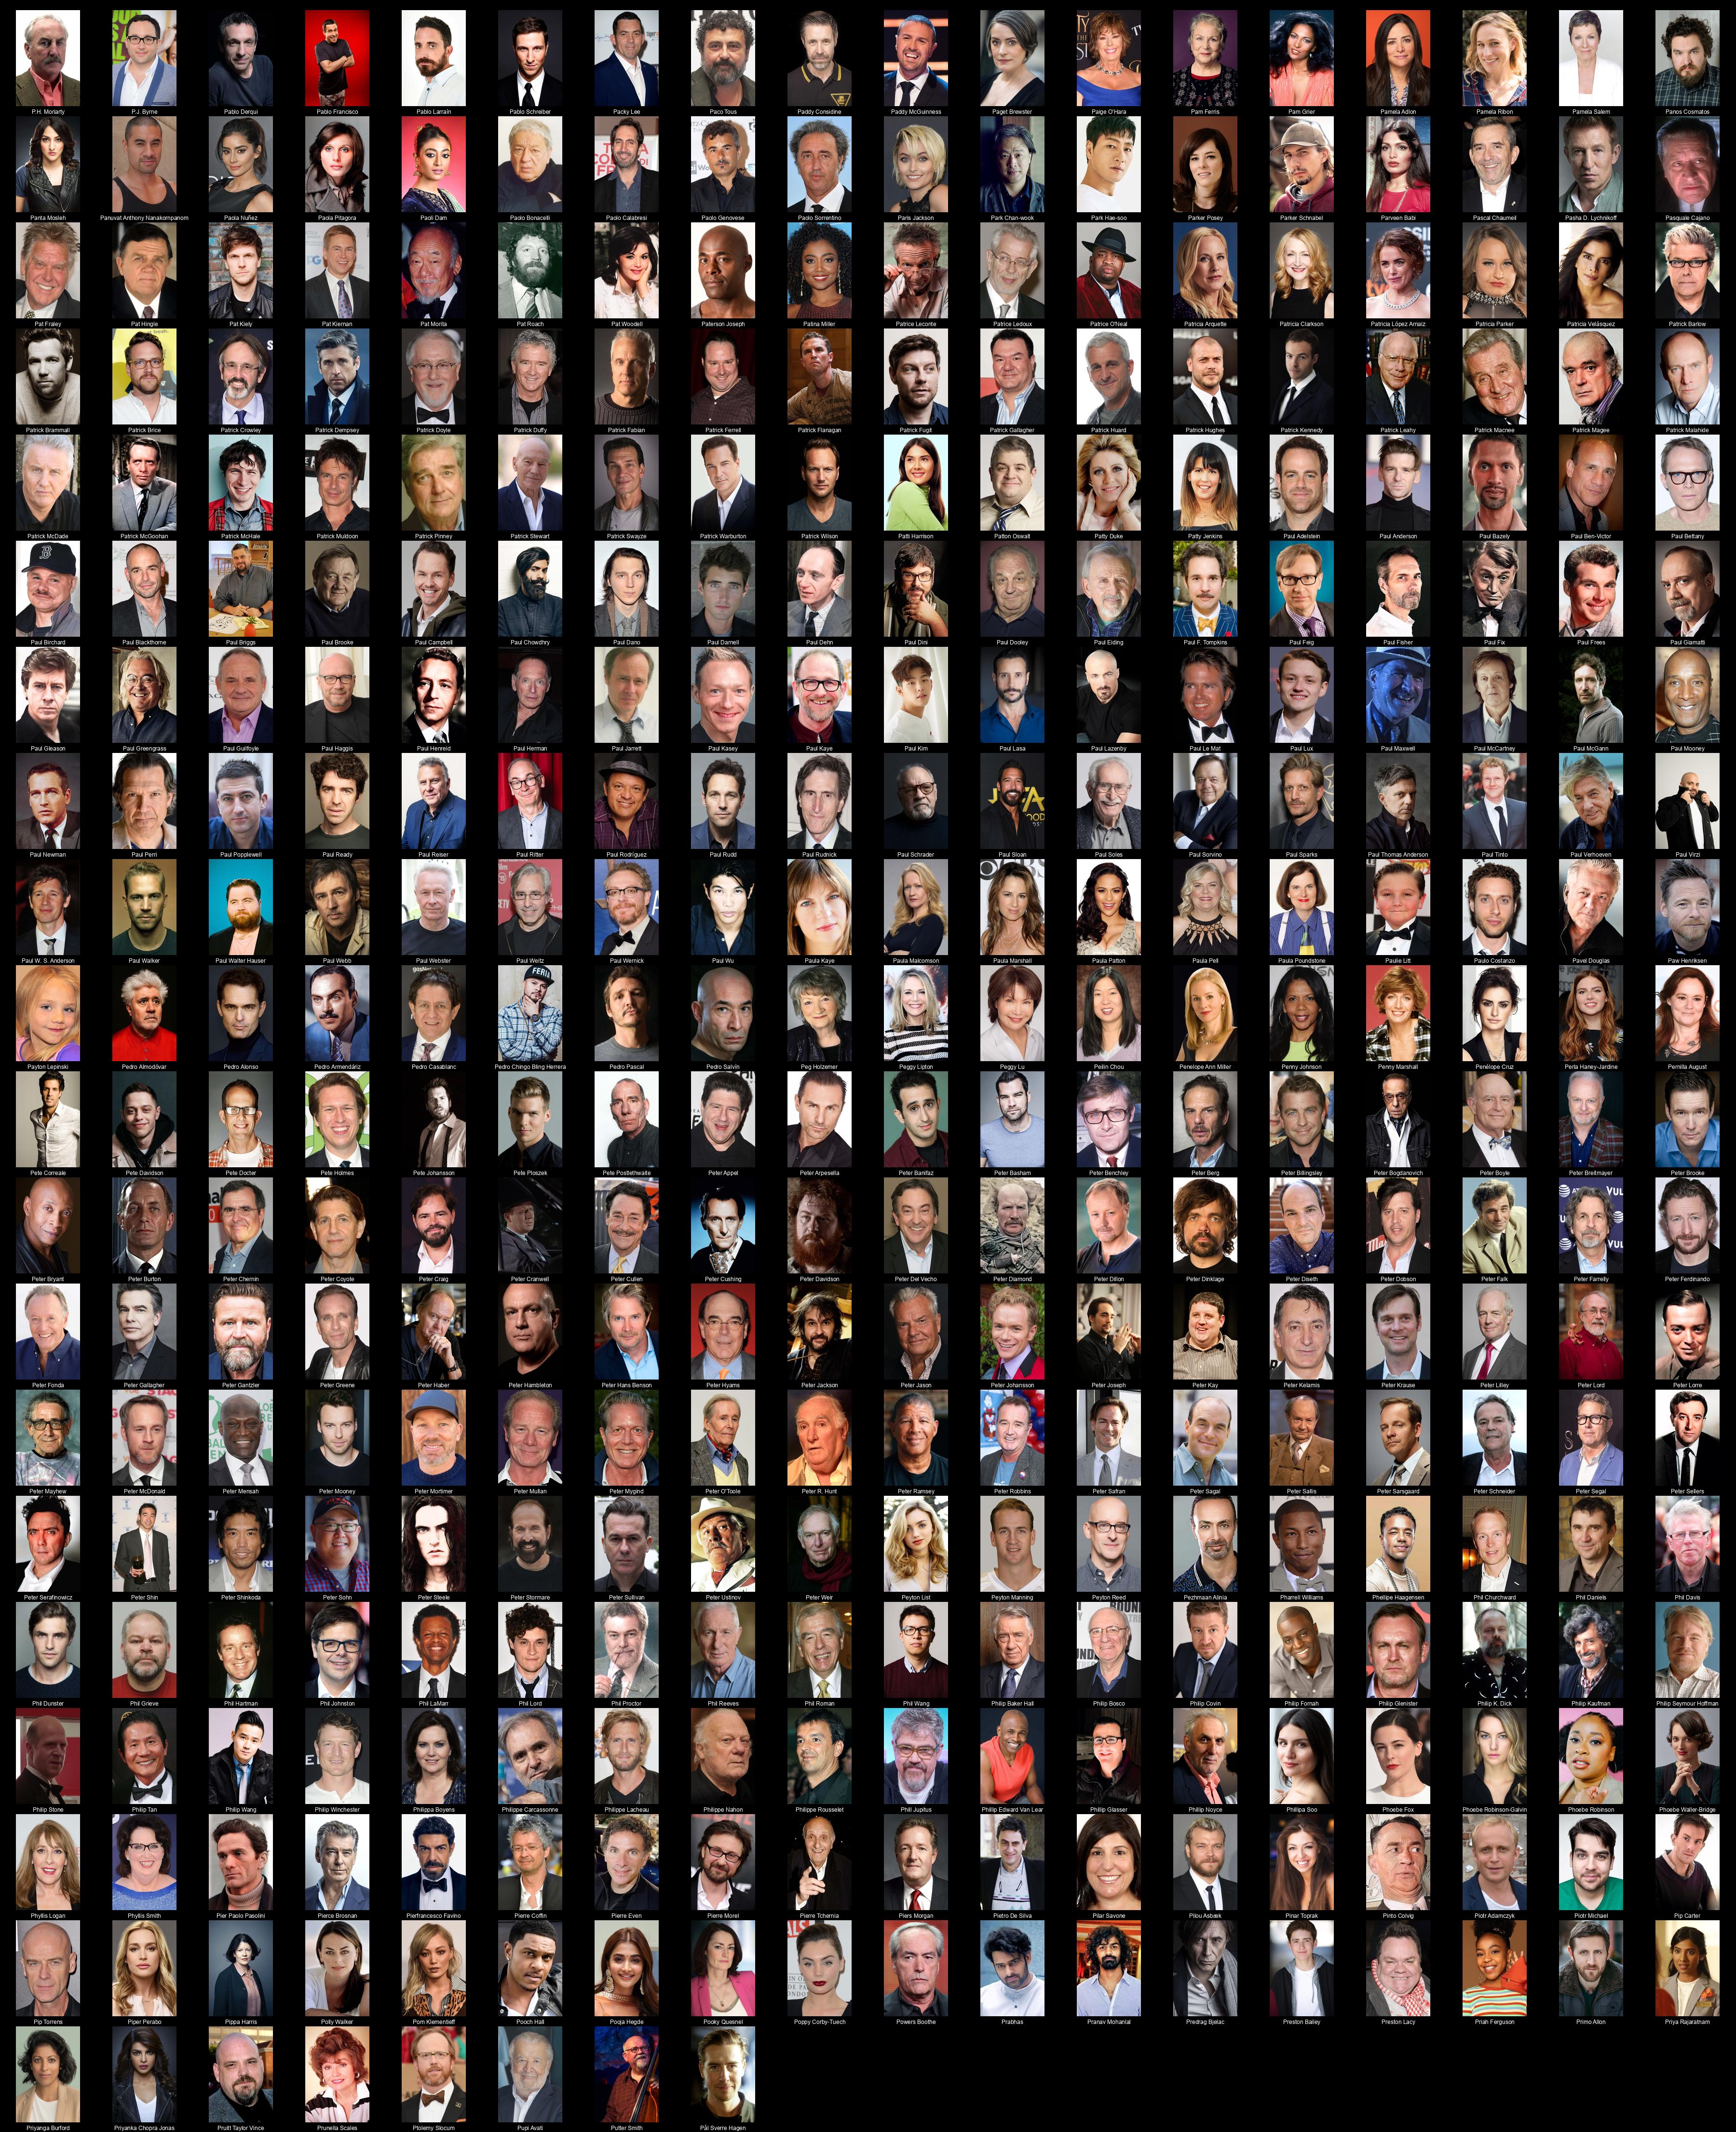 P.H. Moriarty P.J. Byrne Pablo Derqui Pablo Francisco Pablo Larraín Pablo Schreiber Packy Lee Paco Tous Paddy Considine Paddy McGuinness Paget Brewster Paige O'Hara Pam Ferris Pam Grier Pamela Adlon Pamela Ribon Pamela Salem Panos Cosmatos
Panta Mosleh Panuvat Anthony Nanakornpanom Paola Nuñez Paola Pitagora Paoli Dam Paolo Bonacelli Paolo Calabresi Paolo Genovese Paolo Sorrentino Paris Jackson Park Chan-wook Park Hae-soo Parker Posey Parker Schnabel Parveen Babi Pascal Chaumeil Pasha D. Lychnikoff Pasquale Cajano
Pat Fraley Pat Hingle Pat Kiely Pat Kiernan Pat Morita Pat Roach Pat Woodell Paterson Joseph Patina Miller Patrice Leconte Patrice Ledoux Patrice O'Neal Patricia Arquette Patricia Clarkson Patricia López Arnaiz Patricia Parker Patricia Velásquez Patrick Barlow
Patrick Brammall Patrick Brice Patrick Crowley Patrick Dempsey Patrick Doyle Patrick Duffy Patrick Fabian Patrick Ferrell Patrick Flanagan Patrick Fugit Patrick Gallagher Patrick Huard Patrick Hughes Patrick Kennedy Patrick Leahy Patrick Macnee Patrick Magee Patrick Malahide
Patrick McDade Patrick McGoohan Patrick McHale Patrick Muldoon Patrick Pinney Patrick Stewart Patrick Swayze Patrick Warburton Patrick Wilson Patti Harrison Patton Oswalt Patty Duke Patty Jenkins Paul Adelstein Paul Anderson Paul Bazely Paul Ben-Victor Paul Bettany
Paul Birchard Paul Blackthorne Paul Briggs Paul Brooke Paul Campbell Paul Chowdhry Paul Dano Paul Darnell Paul Dehn Paul Dini Paul Dooley Paul Eiding Paul F. Tompkins Paul Feig Paul Fisher Paul Fix Paul Frees Paul Giamatti
Paul Gleason Paul Greengrass Paul Guilfoyle Paul Haggis Paul Henreid Paul Herman Paul Jarrett Paul Kasey Paul Kaye Paul Kim Paul Lasa Paul Lazenby Paul Le Mat Paul Lux Paul Maxwell Paul McCartney Paul McGann Paul Mooney
Paul Newman Paul Perri Paul Popplewell Paul Ready Paul Reiser Paul Ritter Paul Rodríguez Paul Rudd Paul Rudnick Paul Schrader Paul Sloan Paul Soles Paul Sorvino Paul Sparks Paul Thomas Anderson Paul Tinto Paul Verhoeven Paul Virzi
Paul W. S. Anderson Paul Walker Paul Walter Hauser Paul Webb Paul Webster Paul Weitz Paul Wernick Paul Wu Paula Kaye Paula Malcomson Paula Marshall Paula Patton Paula Pell Paula Poundstone Paulie Litt Paulo Costanzo Pavel Douglas Paw Henriksen
Payton Lepinski Pedro Almodóvar Pedro Alonso Pedro Armendáriz Pedro Casablanc Pedro Chingo Bling Herrera Pedro Pascal Pedro Salvín Peg Holzemer Peggy Lipton Peggy Lu Peilin Chou Penelope Ann Miller Penny Johnson Penny Marshall Penélope Cruz Perla Haney-Jardine Pernilla August
Pete Correale Pete Davidson Pete Docter Pete Holmes Pete Johansson Pete Ploszek Pete Postlethwaite Peter Appel Peter Arpesella Peter Banifaz Peter Basham Peter Benchley Peter Berg Peter Billingsley Peter Bogdanovich Peter Boyle Peter Breitmayer Peter Brooke
Peter Bryant Peter Burton Peter Chernin Peter Coyote Peter Craig Peter Cranwell Peter Cullen Peter Cushing Peter Davidson Peter Del Vecho Peter Diamond Peter Dillon Peter Dinklage Peter Diseth Peter Dobson Peter Falk Peter Farrelly Peter Ferdinando
Peter Fonda Peter Gallagher Peter Gantzler Peter Greene Peter Haber Peter Hambleton Peter Hans Benson Peter Hyams Peter Jackson Peter Jason Peter Johansson Peter Joseph Peter Kay Peter Kelamis Peter Krause Peter Lilley Peter Lord Peter Lorre
Peter Mayhew Peter McDonald Peter Mensah Peter Mooney Peter Mortimer Peter Mullan Peter Mygind Peter O'Toole Peter R. Hunt Peter Ramsey Peter Robbins Peter Safran Peter Sagal Peter Sallis Peter Sarsgaard Peter Schneider Peter Segal Peter Sellers
Peter Serafinowicz Peter Shin Peter Shinkoda Peter Sohn Peter Steele Peter Stormare Peter Sullivan Peter Ustinov Peter Weir Peyton List Peyton Manning Peyton Reed Pezhmaan Alinia Pharrell Williams Phellipe Haagensen Phil Churchward Phil Daniels Phil Davis
Phil Dunster Phil Grieve Phil Hartman Phil Johnston Phil LaMarr Phil Lord Phil Proctor Phil Reeves Phil Roman Phil Wang Philip Baker Hall Philip Bosco Philip Covin Philip Fornah Philip Glenister Philip K. Dick Philip Kaufman Philip Seymour Hoffman
Philip Stone Philip Tan Philip Wang Philip Winchester Philippa Boyens Philippe Carcassonne Philippe Lacheau Philippe Nahon Philippe Rousselet Phill Jupitus Phillip Edward Van Lear Phillip Glasser Phillip Noyce Phillipa Soo Phoebe Fox Phoebe Robinson-Galvin Phoebe Robinson Phoebe Waller-Bridge
Phyllis Logan Phyllis Smith Pier Paolo Pasolini Pierce Brosnan Pierfrancesco Favino Pierre Coffin Pierre Even Pierre Morel Pierre Tchernia Piers Morgan Pietro De Silva Pilar Savone Pilou Asbæk Pinar Toprak Pinto Colvig Piotr Adamczyk Piotr Michael Pip Carter
Pip Torrens Piper Perabo Pippa Harris Polly Walker Pom Klementieff Pooch Hall Pooja Hegde Pooky Quesnel Poppy Corby-Tuech Powers Boothe Prabhas Pranav Mohanlal Predrag Bjelac Preston Bailey Preston Lacy Priah Ferguson Primo Allon Priya Rajaratnam
Priyanga Burford Priyanka Chopra Jonas Pruitt Taylor Vince Prunella Scales Ptolemy Slocum Pupi Avati Putter Smith Pål Sverre Hagen